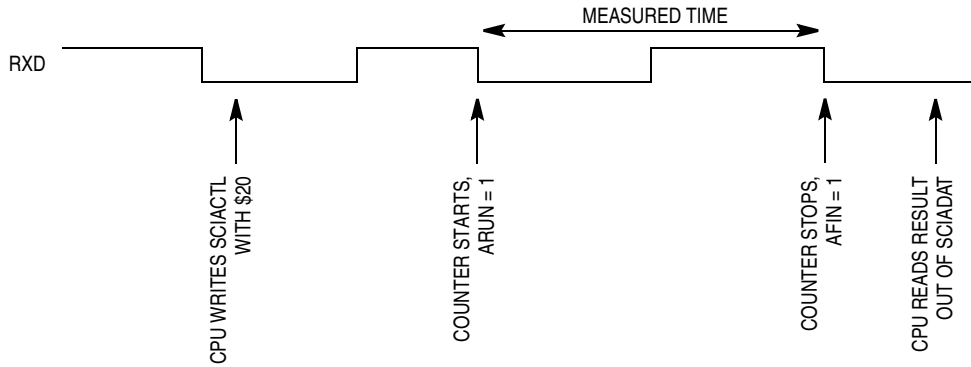 MEASURED TIME
RXD
CPU WRITES SCIACTL
WITH $20
COUNTER STARTS,
ARUN = 1
COUNTER STOPS,
AFIN = 1
CPU READS RESULT
OUT OF SCIADAT